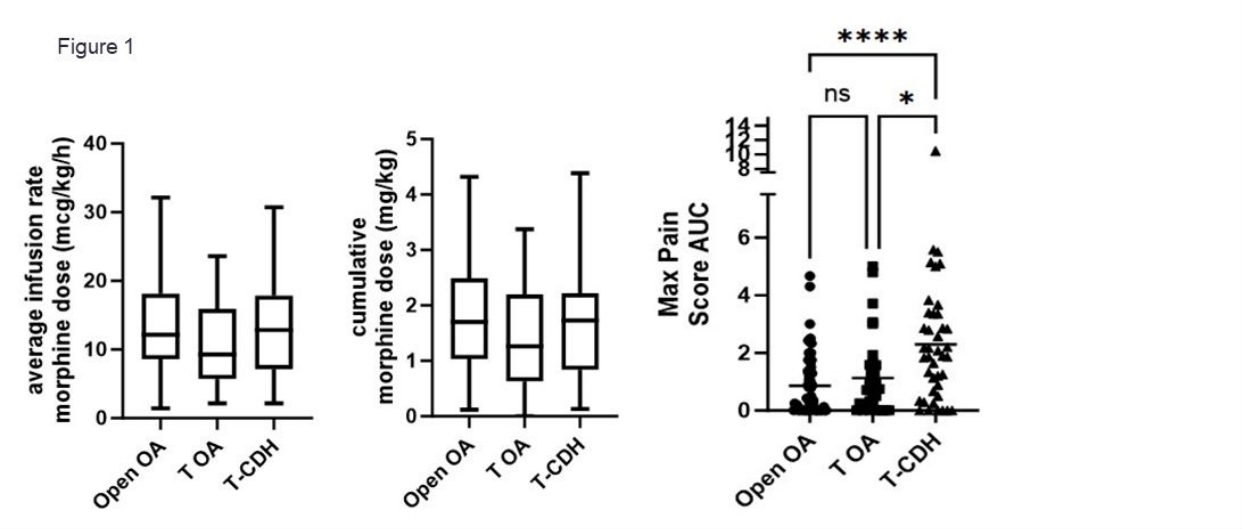 Figure 1
average infusion rate
morphine dose (mcg/kg/h)
40
30
20
10
0
Open OA
T OA
T-CDH
cumulative
morphine dose (mg/kg)
5
4
3
2
1
0
Open OA
T OA
T-CDH
****
ns
*
Max Pain
Score AUC
14
12
10
8
6
4
2
0
Open OA
T OA
T-CDH